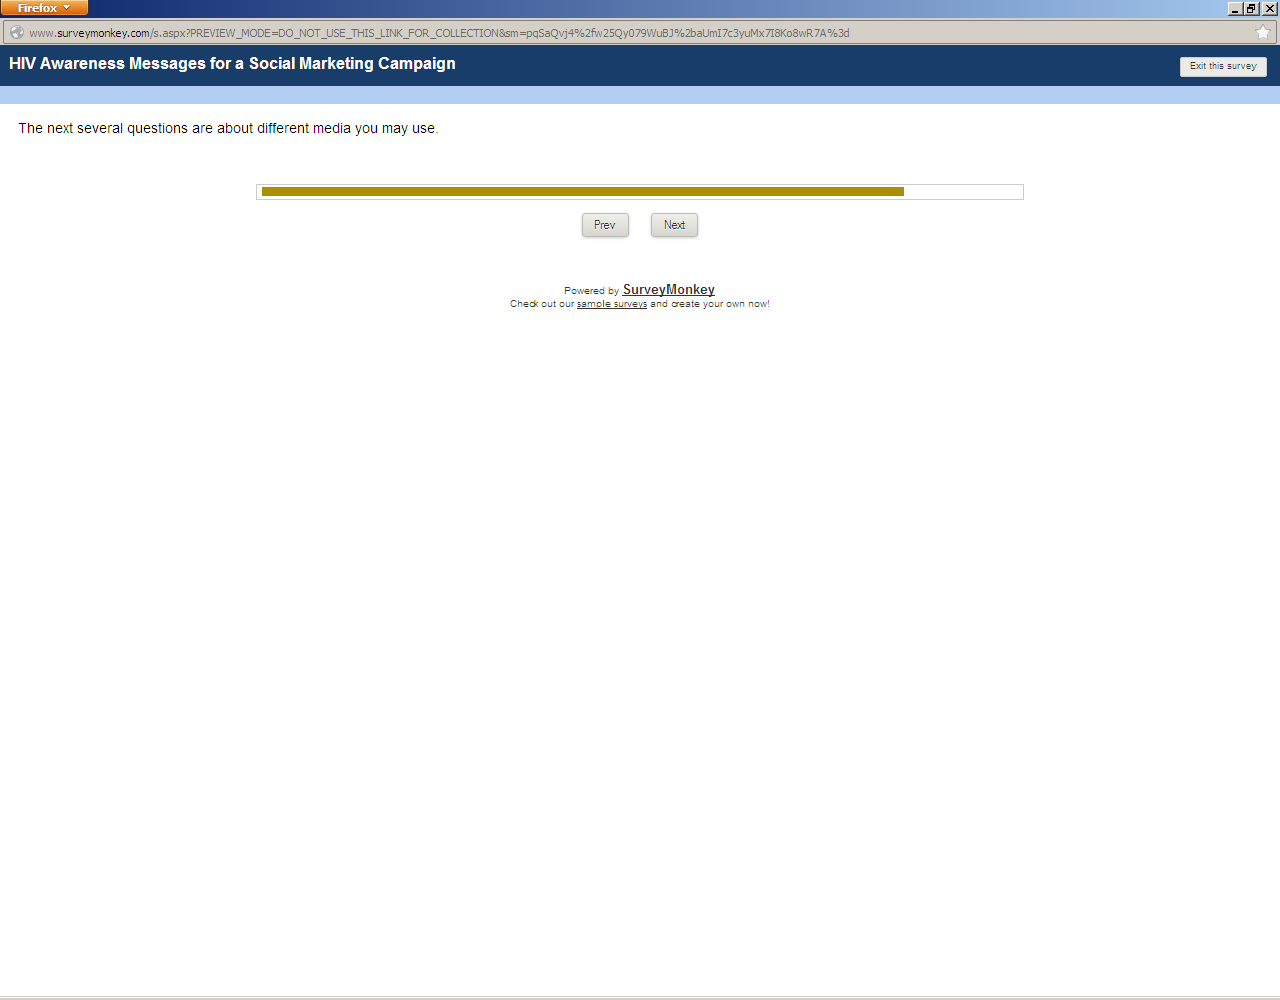 Firefox
www.surveymonkey.com/s.aspx?PREVIEW_MODE=DO_NOT_USE_THIS_LINK_FOR_COLLECTION&sm=pqSaQvj4%2fw25Qy079WuBJ%2baUmI7c3yuMx7I8Ko8wR7A%3d
HIV Awareness Messages for a Social Marketing Campaign
Exit this survey
The next several questions are about different media you may use.
Prev
Next
Powered by SurveyMonkey
Check out our sample surveys and create your own now!